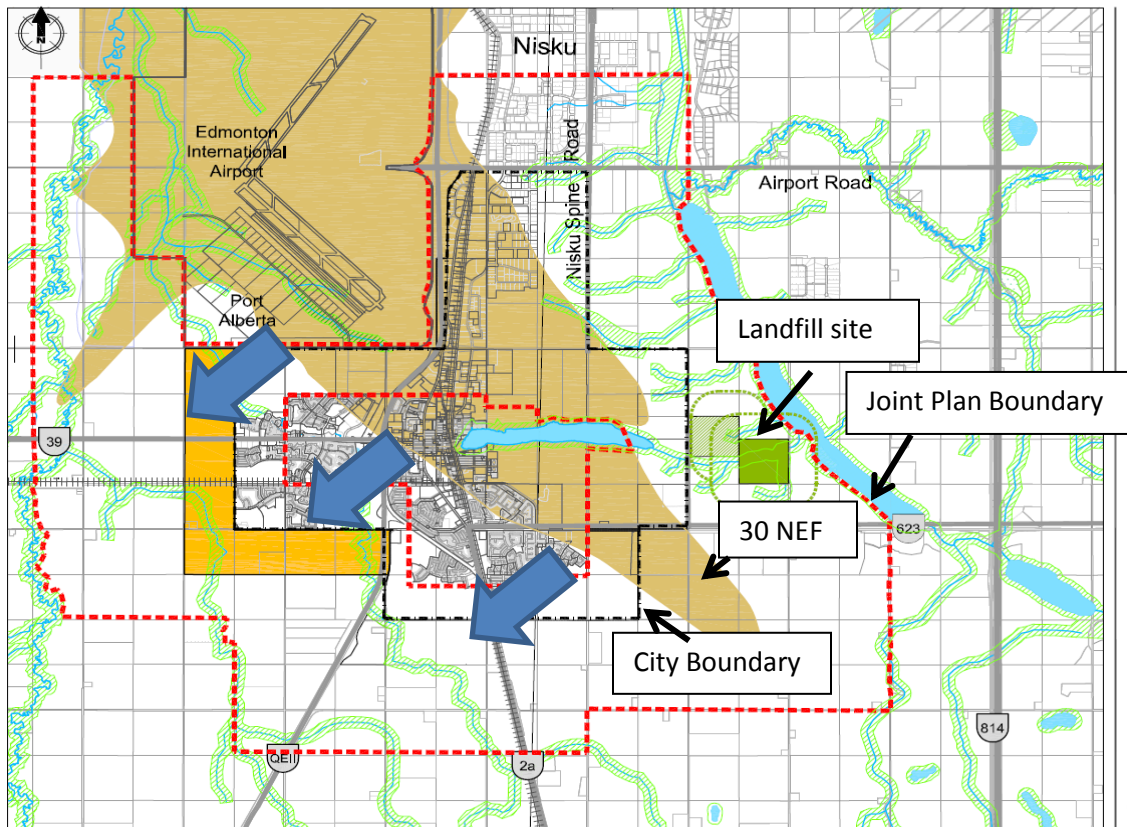 N
Nisku
Edmonton
International
Airport
Nisku Spine Road
Airport Road
Port
Alberta
Landfill site
Joint Plan Boundary
39
30 NEF
623
City Boundary
814
QEII
2a